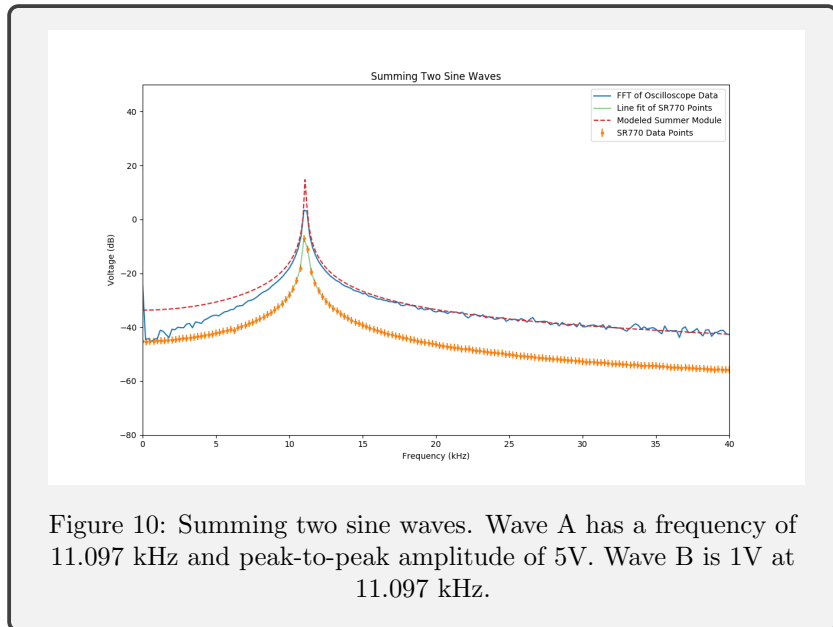 Summing Two Sine Waves
FFT of Oscilloscope Data
Line fit of SR770 Points
Modeled Summer Module
SR770 Data Points
Voltage (dB)
40
20
0
−20
−40
−60
−80
0 5 10 15 20 25 30 35 40
Frequency (kHz)
Figure 10: Summing two sine waves. Wave A has a frequency of
11.097 kHz and peak-to-peak amplitude of 5V. Wave B is 1V at
11.097 kHz.